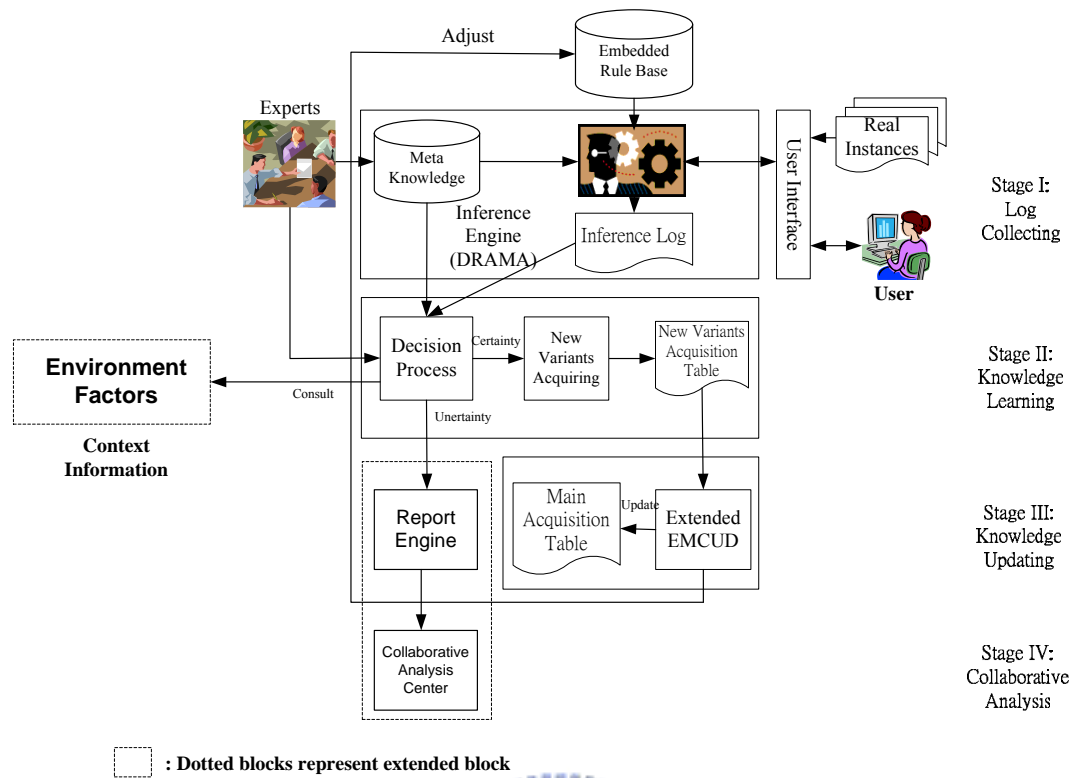 Adjust
Embedded
Rule Base
Experts
Meta
Knowledge
Real
Instances
User Interface
Inference
Engine
(DRAMA)
Inference Log
User
Stage I:
Log
Collecting
Decision
Process
Certainty
New
Variants
Acquiring
New Variants
Acquisition
Table
Stage II:
Knowledge
Learning
Environment
Factors
Consult
Unertainty
Context
Information
Report
Engine
Main
Acquisition
Table
Update
Extended
EMCUD
Stage III:
Knowledge
Updating
Collaborative
Analysis
Center
Stage IV:
Collaborative
Analysis
: Dotted blocks represent extended block